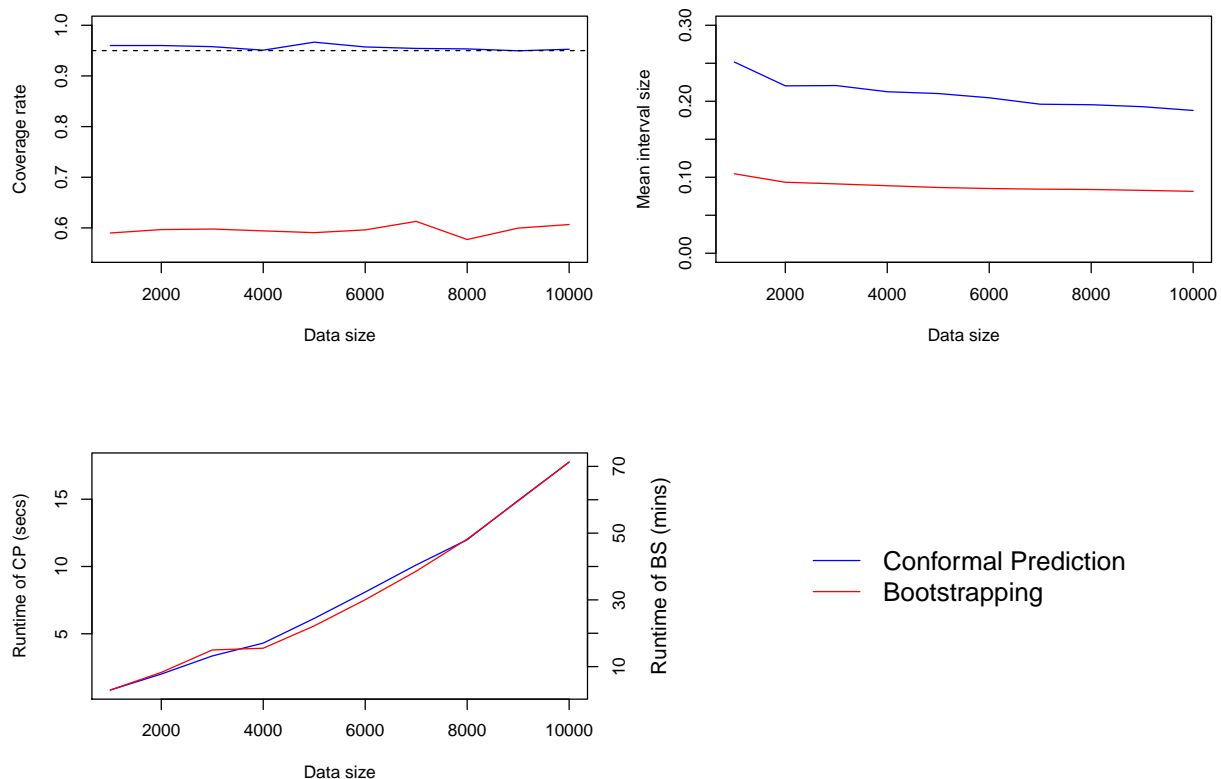 Coverage rate
1.0
0.9
0.8
0.7
0.6
2000 4000 6000 8000 10000
Data size
Mean interval size
0.30
0.20
0.10
0.00
2000 4000 6000 8000 10000
Data size
Runtime of CP (secs)
15
10
5
70
50
30
10
Runtime of BS (mins)
2000 4000 6000 8000 10000
Data size
Conformal Prediction
Bootstrapping